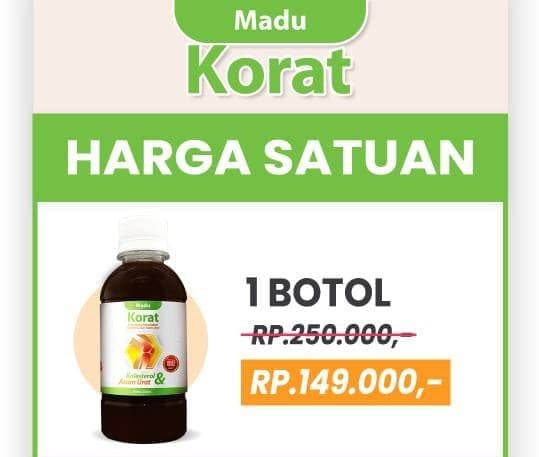 Madu
Korat
HARGA SATUAN
1 BOTOL
RP.250.000,-
RP.149.000,-
Madu
Korat
Kolesterol &
Asam Urat